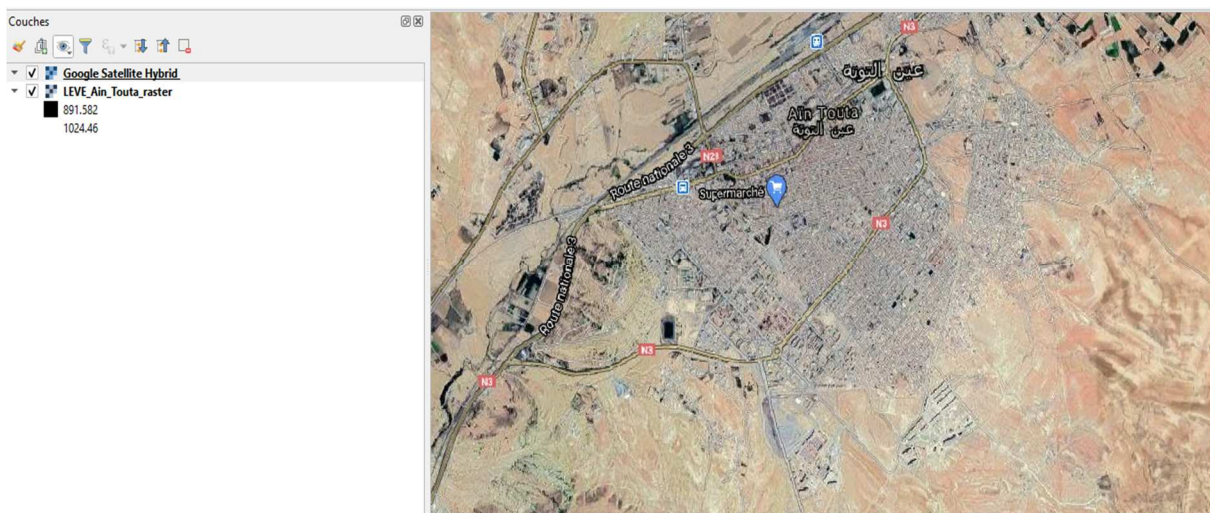 Couches
Google Satellite Hybrid
LEVE_Ain_Touta_raster
891.582
1024.46
N3
عين التوتة
Aïn Touta
عين التوتة
N23
Route nationale 3
Supermarché
N3
Route nationale 3
N3
N3